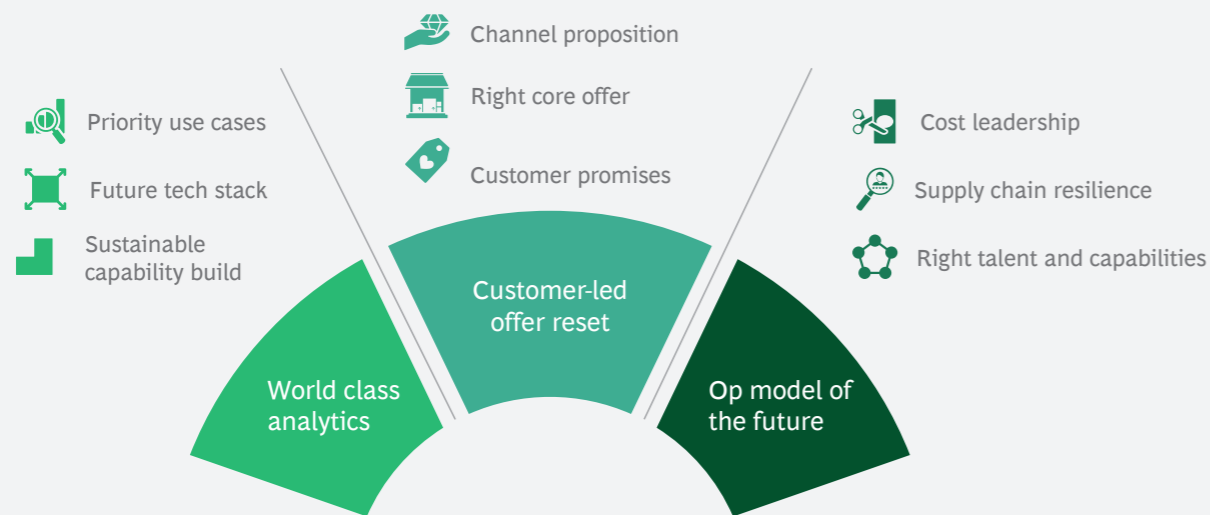 Channel proposition
Right core offer
Customer promises
Priority use cases
Future tech stack
Sustainable
capability build
Cost leadership
Supply chain resilience
Right talent and capabilities
World class
analytics
Customer-led
offer reset
Op model of
the future